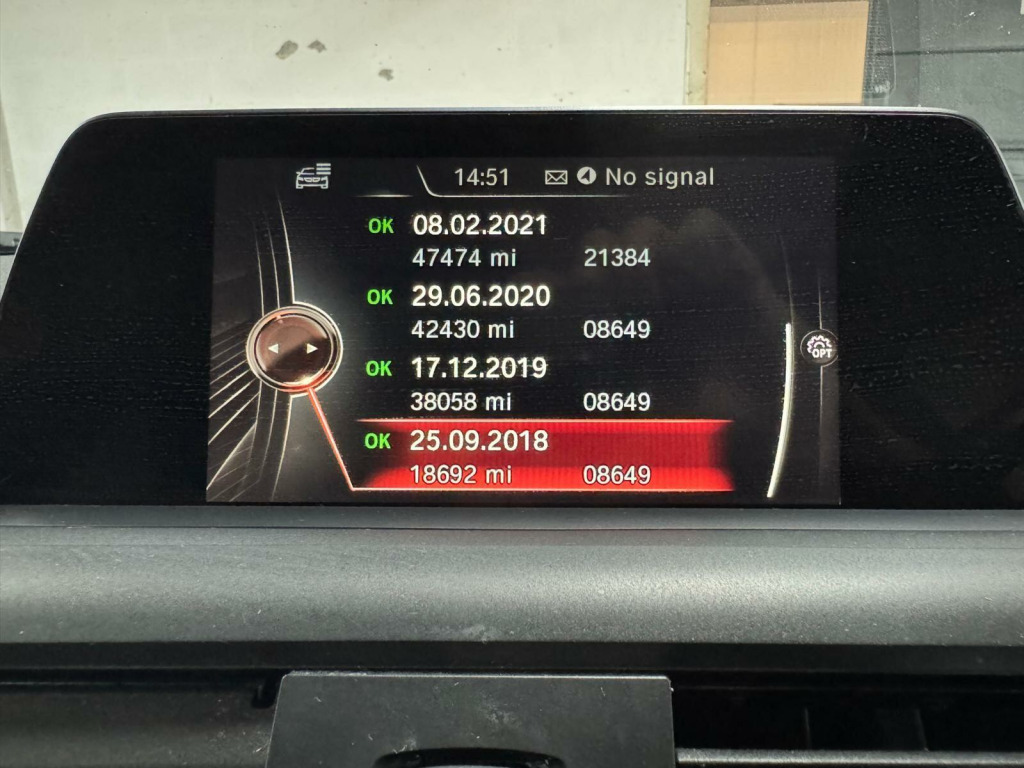 14:51 No signal
OK 08.02.2021
47474 mi 21384
OK 29.06.2020
42430 mi 08649
OK 17.12.2019
38058 mi 08649
OK 25.09.2018
18692 mi 08649
OPT